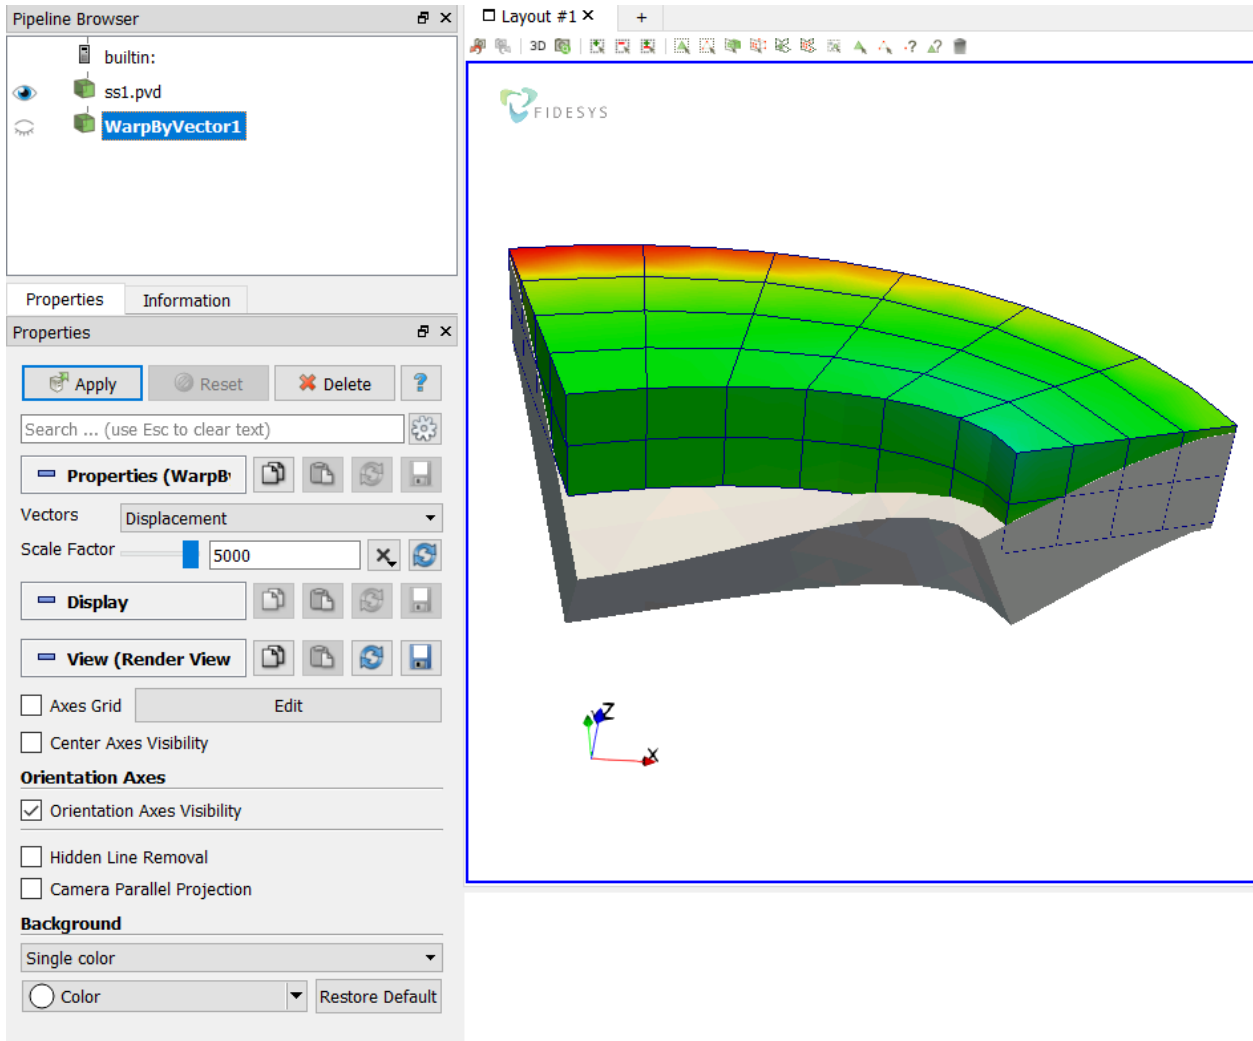 Pipeline Browser
builtin:
ss1.pvd
WarpByVector1
Properties Information
Properties
Apply Reset Delete ?
Search ... (use Esc to clear text)
Properties (WarpBy
Vectors Displacement
Scale Factor 5000
Display
View (Render View
Axes Grid Edit
Center Axes Visibility
Orientation Axes
Orientation Axes Visibility
Hidden Line Removal
Camera Parallel Projection
Background
Single color
Color Restore Default
Layout #1 +
3D
FIDESYS
Z
X